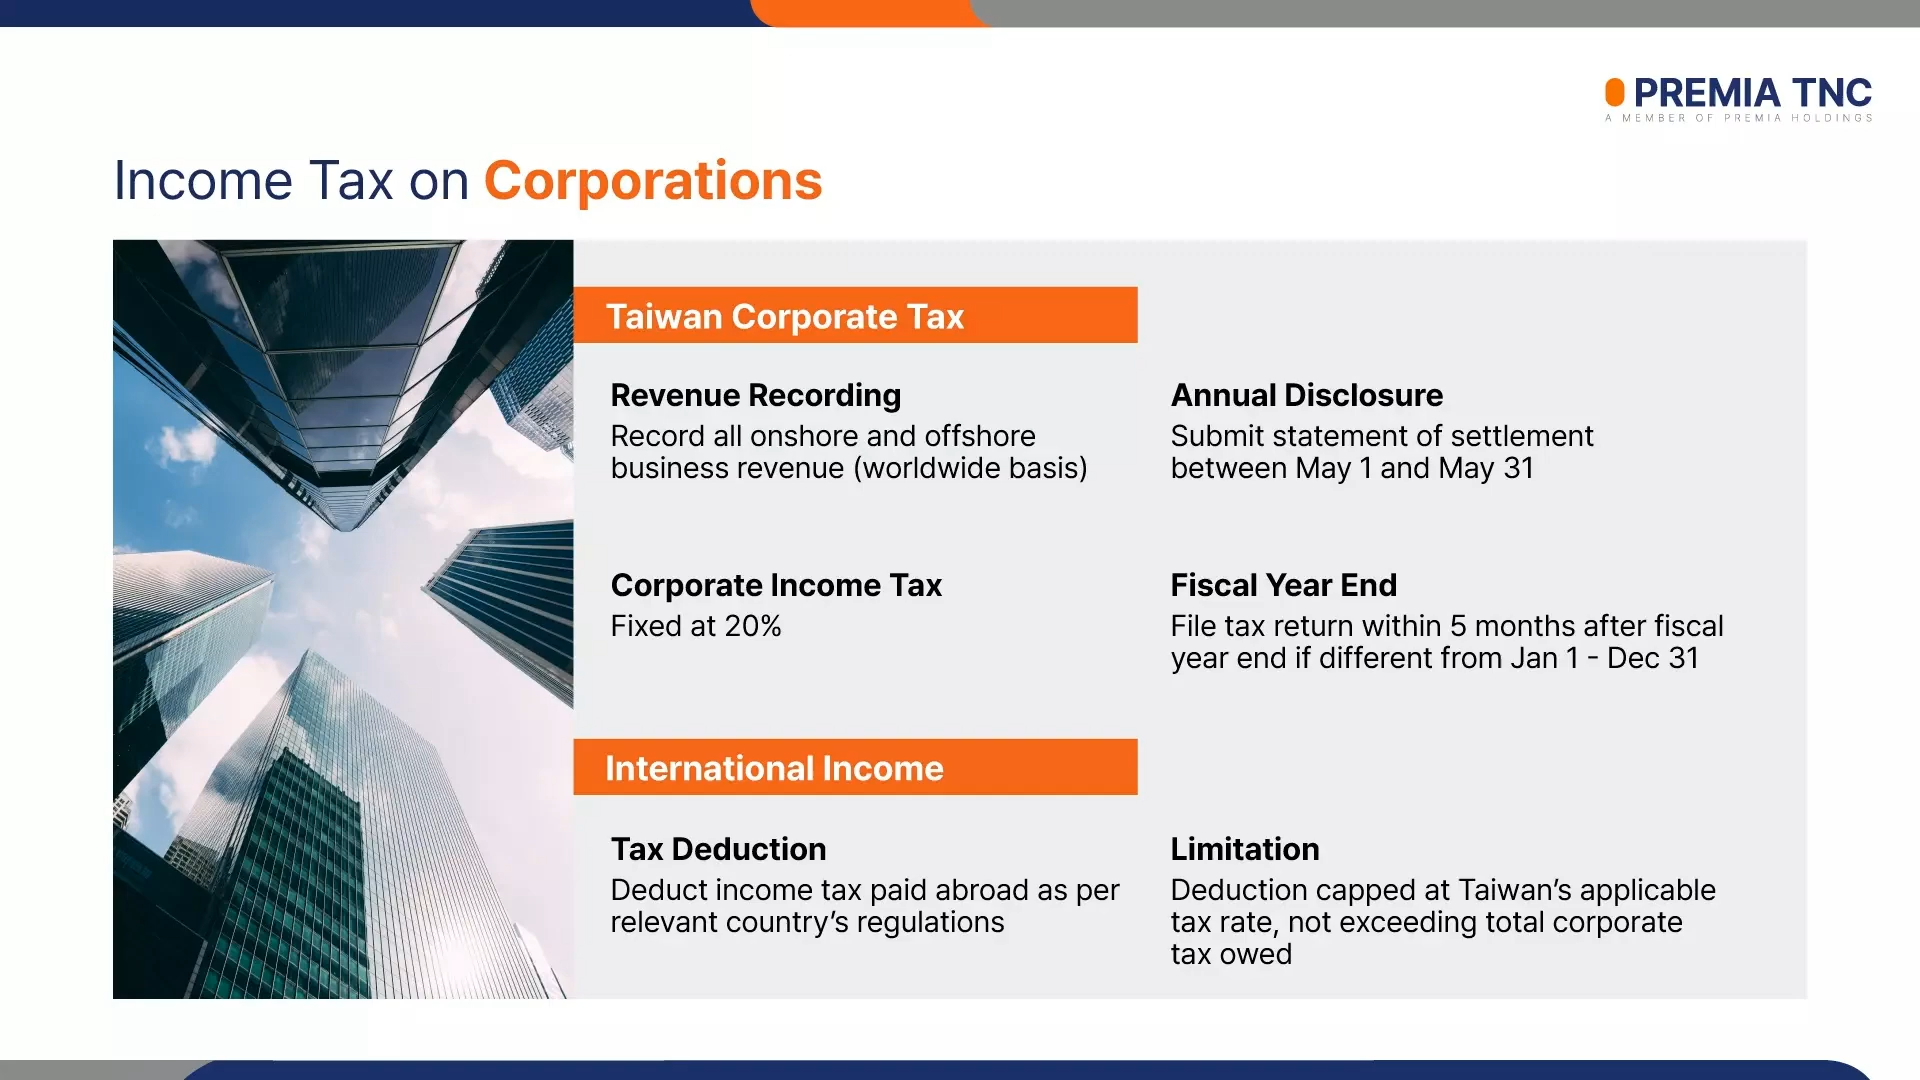 PREMIA TNC
A MEMBER OF PREMIA HOLDINGS
Income Tax on Corporations
Taiwan Corporate Tax
Revenue Recording
Record all onshore and offshore
business revenue (worldwide basis)
Annual Disclosure
Submit statement of settlement
between May 1 and May 31
Corporate Income Tax
Fixed at 20%
Fiscal Year End
File tax return within 5 months after fiscal
year end if different from Jan 1 - Dec 31
International Income
Tax Deduction
Deduct income tax paid abroad as per
relevant country’s regulations
Limitation
Deduction capped at Taiwan’s applicable
tax rate, not exceeding total corporate
tax owed